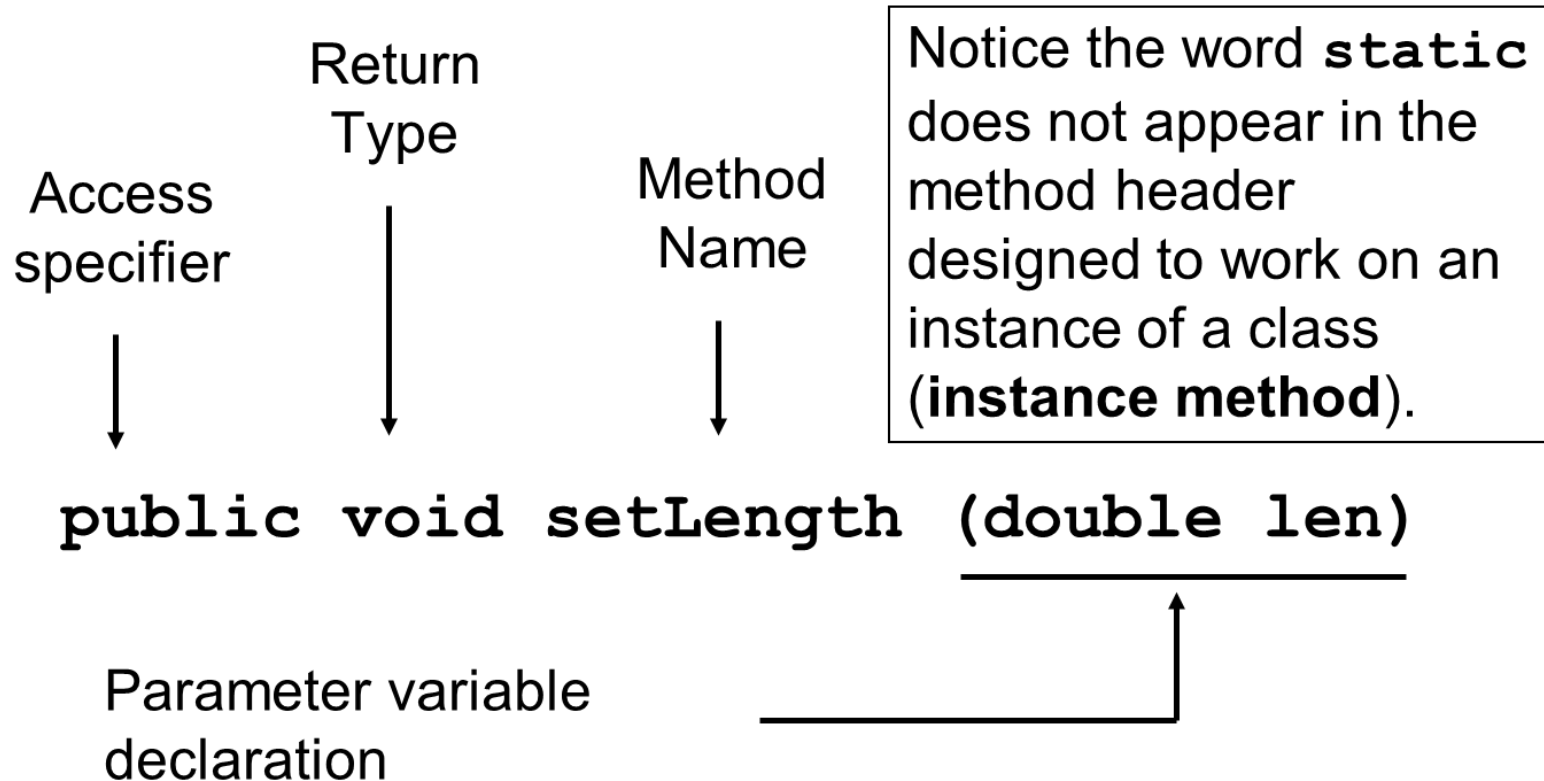 Return
Type
Access
specifier
Method
Name
Notice the word static
does not appear in the
method header
designed to work on an
instance of a class
(instance method).
public void setLength (double len)
Parameter variable
declaration